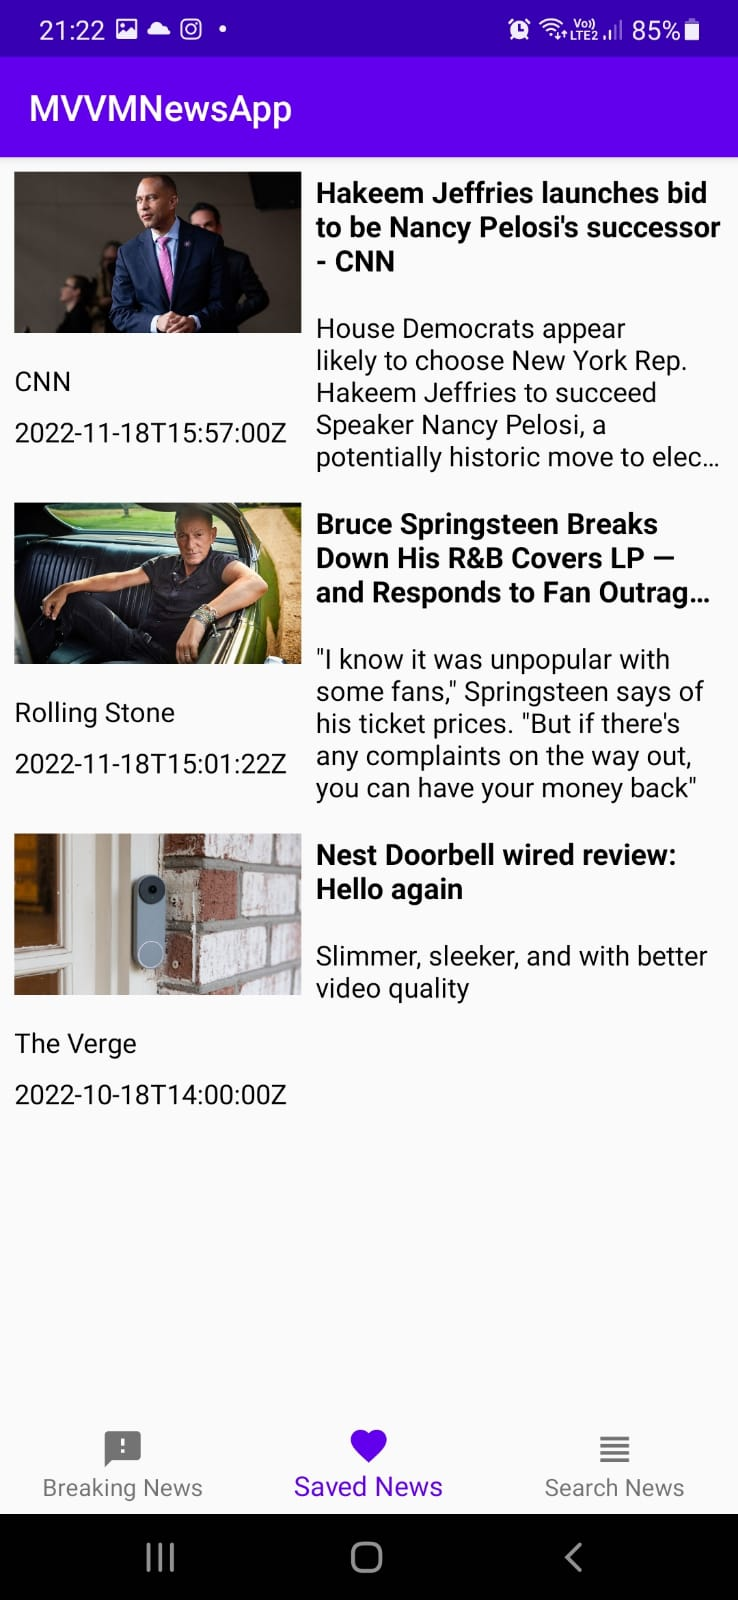 21:22
Vo))
LTE2
85%
MVVMNewsApp
Hakeem Jeffries launches bid
to be Nancy Pelosi's successor
- CNN
House Democrats appear
likely to choose New York Rep.
Hakeem Jeffries to succeed
Speaker Nancy Pelosi, a
potentially historic move to elec…
CNN
2022-11-18T15:57:00Z
Bruce Springsteen Breaks
Down His R&B Covers LP —
and Responds to Fan Outrag…
"I know it was unpopular with
some fans," Springsteen says of
his ticket prices. "But if there's
any complaints on the way out,
you can have your money back"
Rolling Stone
2022-11-18T15:01:22Z
Nest Doorbell wired review:
Hello again
Slimmer, sleeker, and with better
video quality
The Verge
2022-10-18T14:00:00Z
Breaking News
Saved News
Search News